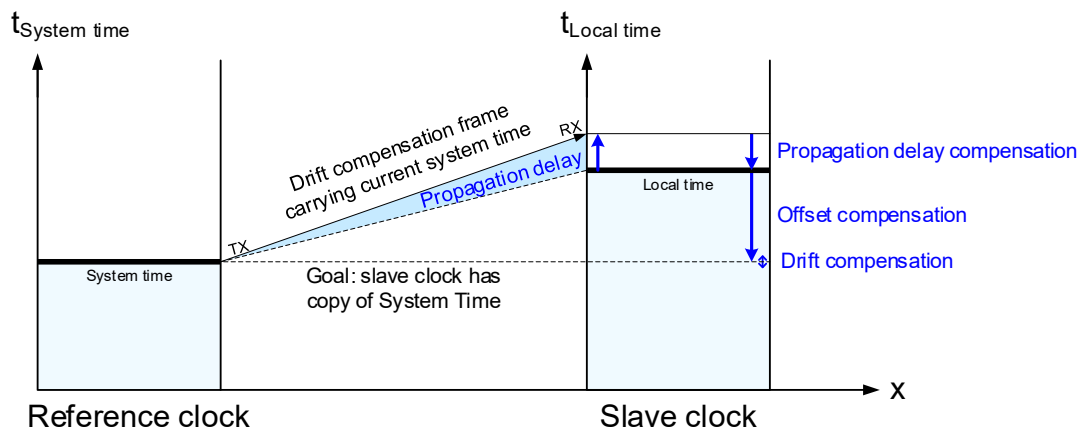 tSystem time
tLocal time
Drift compensation frame
carrying current system time
RX
Propagation delay
Propagation delay compensation
Local time
Offset compensation
TX
System time
Goal: slave clock has
copy of System Time
Drift compensation
x
Reference clock
Slave clock